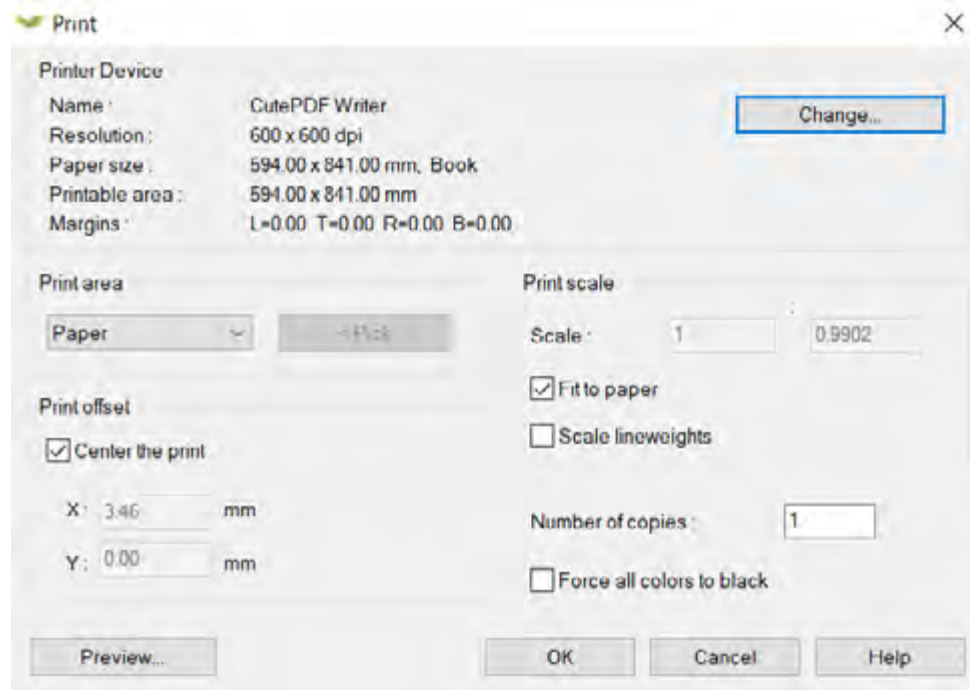 Print
Printer Device
Name : CutePDF Writer
Change...
Resolution : 600 x 600 dpi
Paper size : 594.00 x 841.00 mm, Book
Printable area : 594.00 x 841.00 mm
Margins : L=0.00 T=0.00 R=0.00 B=0.00
Print area
Paper
Print scale
Scale : 1 : 0.9902
Fit to paper
Scale lineweights
Print offset
Center the print
X : 3.46 mm
Y : 0.00 mm
Number of copies : 1
Force all colors to black
Preview...
OK
Cancel
Help